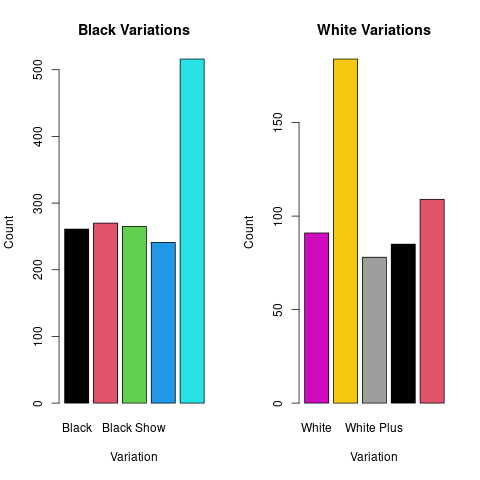 Black Variations
Count
0
100
200
300
400
500
Black
Black Show
Variation
White Variations
Count
0
50
100
150
White
White Plus
Variation